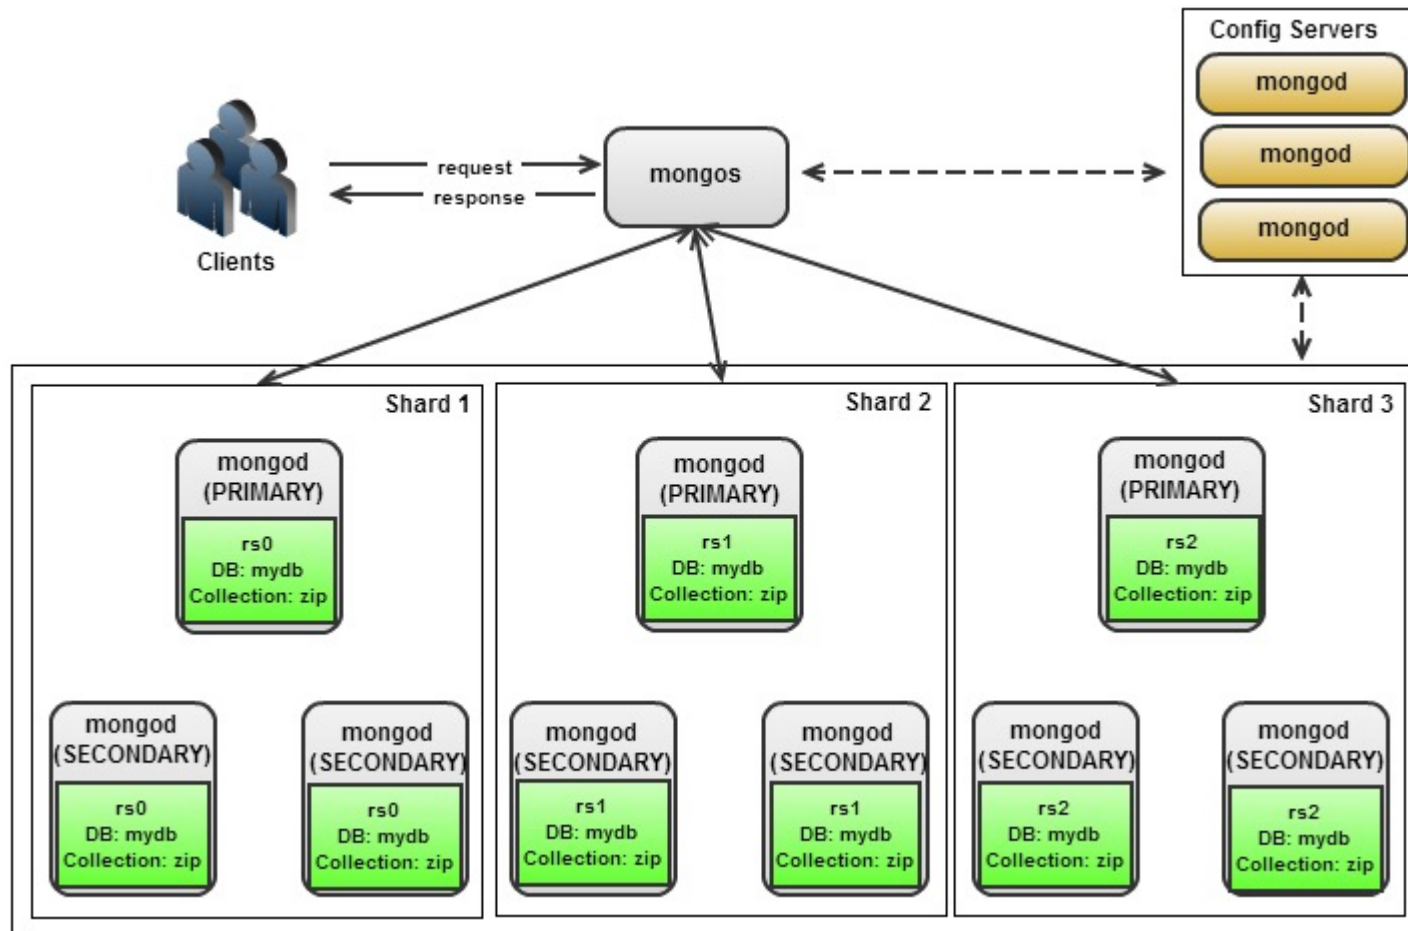 Config Servers
mongod
mongod
mongod
request
response
mongos
Clients
Shard 1
mongod
(PRIMARY)
rs0
DB: mydb
Collection: zip
mongod
(SECONDARY)
rs0
DB: mydb
Collection: zip
mongod
(SECONDARY)
rs0
DB: mydb
Collection: zip
Shard 2
mongod
(PRIMARY)
rs1
DB: mydb
Collection: zip
mongod
(SECONDARY)
rs1
DB: mydb
Collection: zip
mongod
(SECONDARY)
rs1
DB: mydb
Collection: zip
Shard 3
mongod
(PRIMARY)
rs2
DB: mydb
Collection: zip
mongod
(SECONDARY)
rs2
DB: mydb
Collection: zip
mongod
(SECONDARY)
rs2
DB: mydb
Collection: zip